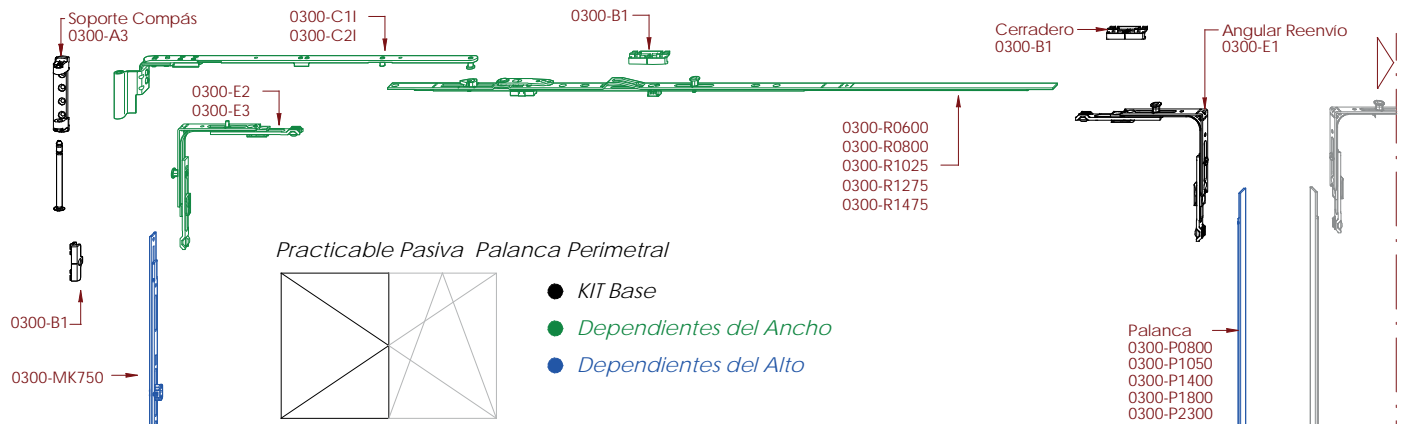 Soporte Compás
0300-A3
0300-C1I
0300-C2I
0300-B1
Cerradero
0300-B1
Angular Reenvío
0300-E1
0300-E2
0300-E3
0300-R0600
0300-R0800
0300-R1025
0300-R1275
0300-R1475
Practicable Pasiva Palanca Perimetral
KIT Base
Dependientes del Ancho
Dependientes del Alto
0300-B1
0300-MK750
Palanca
0300-P0800
0300-P1050
0300-P1400
0300-P1800
0300-P2300